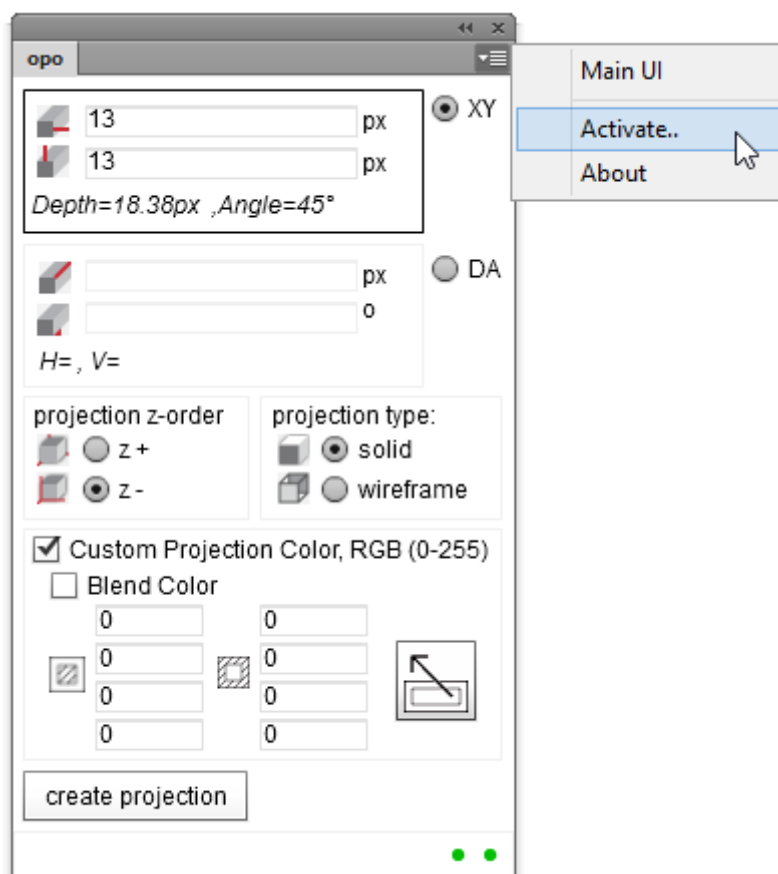 opo
Main UI
Activate..
About
13 px
XY
13 px
Depth=18.38px ,Angle=45°
px
DA
o
H= , V=
projection z-order
z +
z -
projection type:
solid
wireframe
Custom Projection Color, RGB (0-255)
Blend Color
0 0
0 0
0 0
0 0
create projection